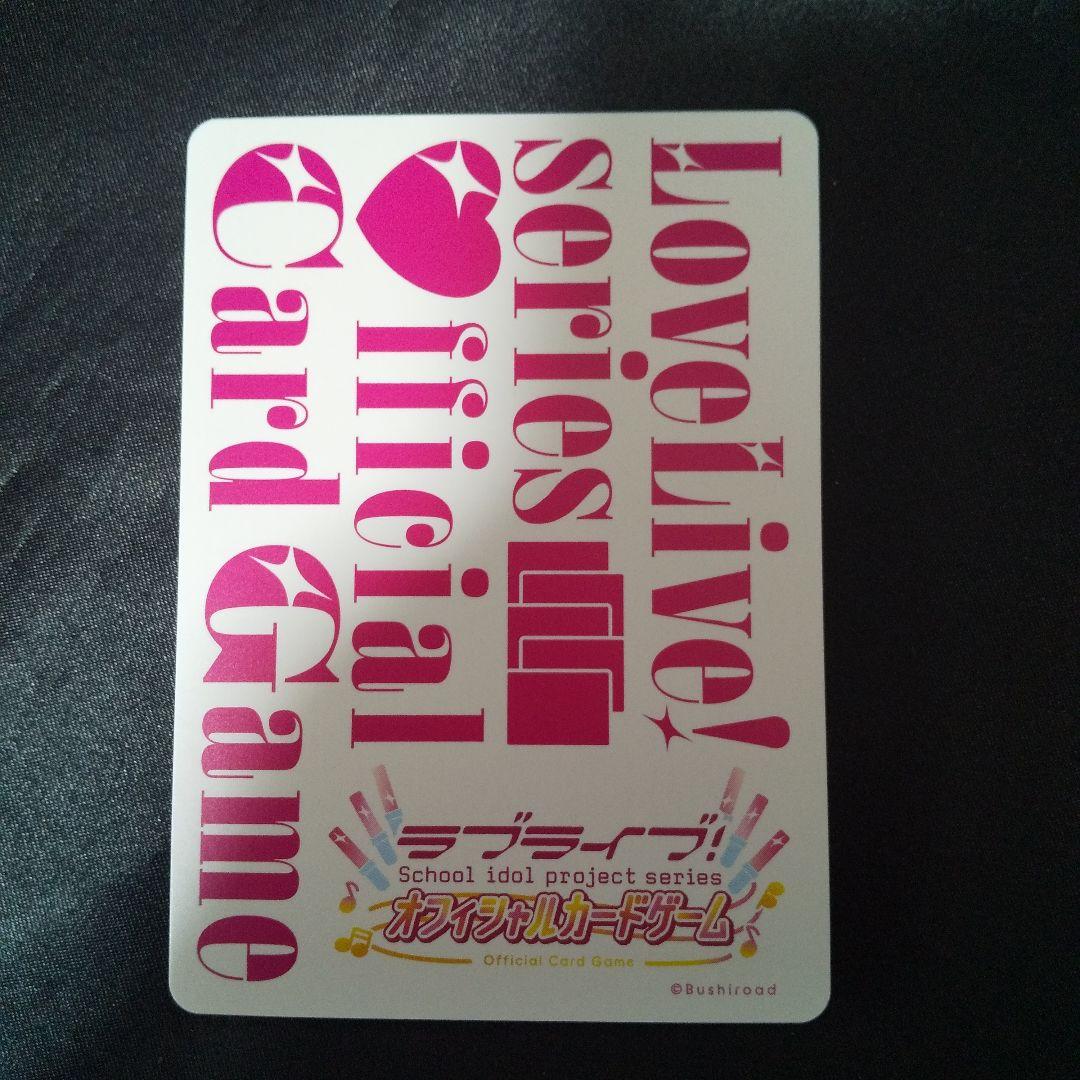 LoveLive!
series
Official
Card Game
ラブライブ!
School idol project series
オフィシャルカードゲーム
Official Card Game
©Bushiroad